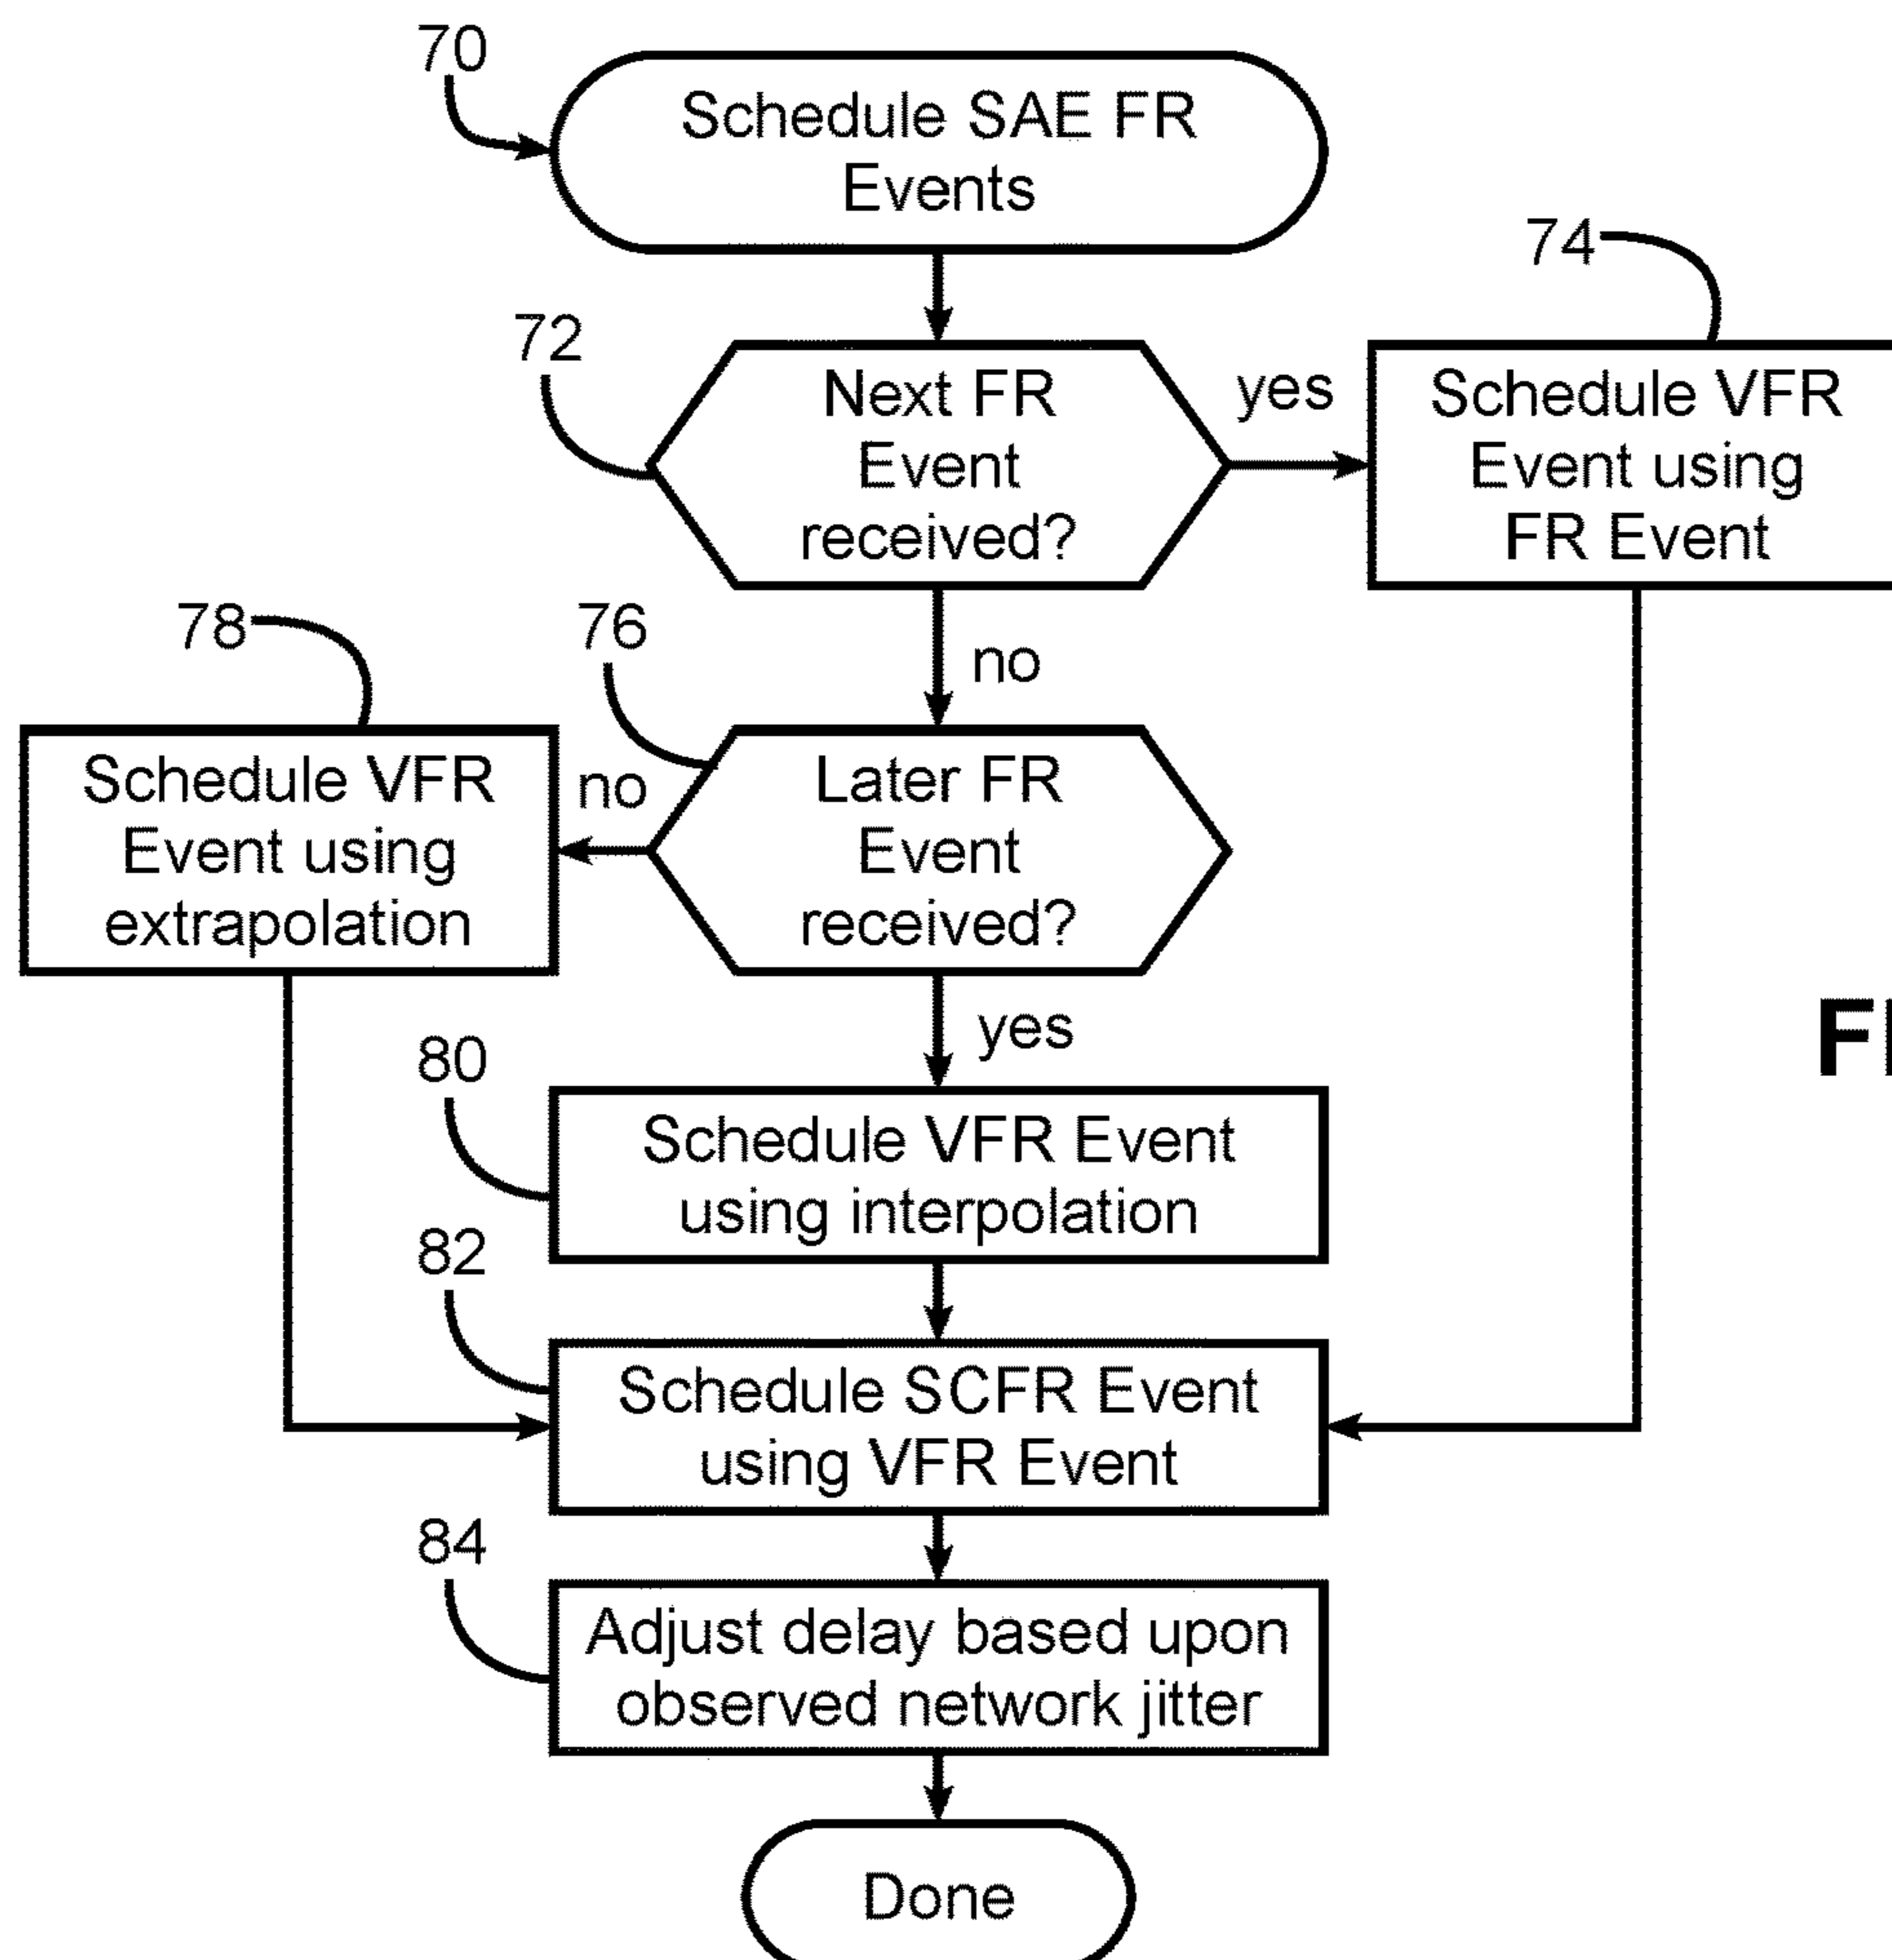 70
Schedule SAE FR
Events
74
72
Next FR
Event
received?
yes
Schedule VFR
Event using
FR Event
no
78
76
Schedule VFR
Event using
extrapolation
no
Later FR
Event
received?
yes
80
Schedule VFR Event
using interpolation
82
Schedule SCFR Event
using VFR Event
84
Adjust delay based upon
observed network jitter
Done